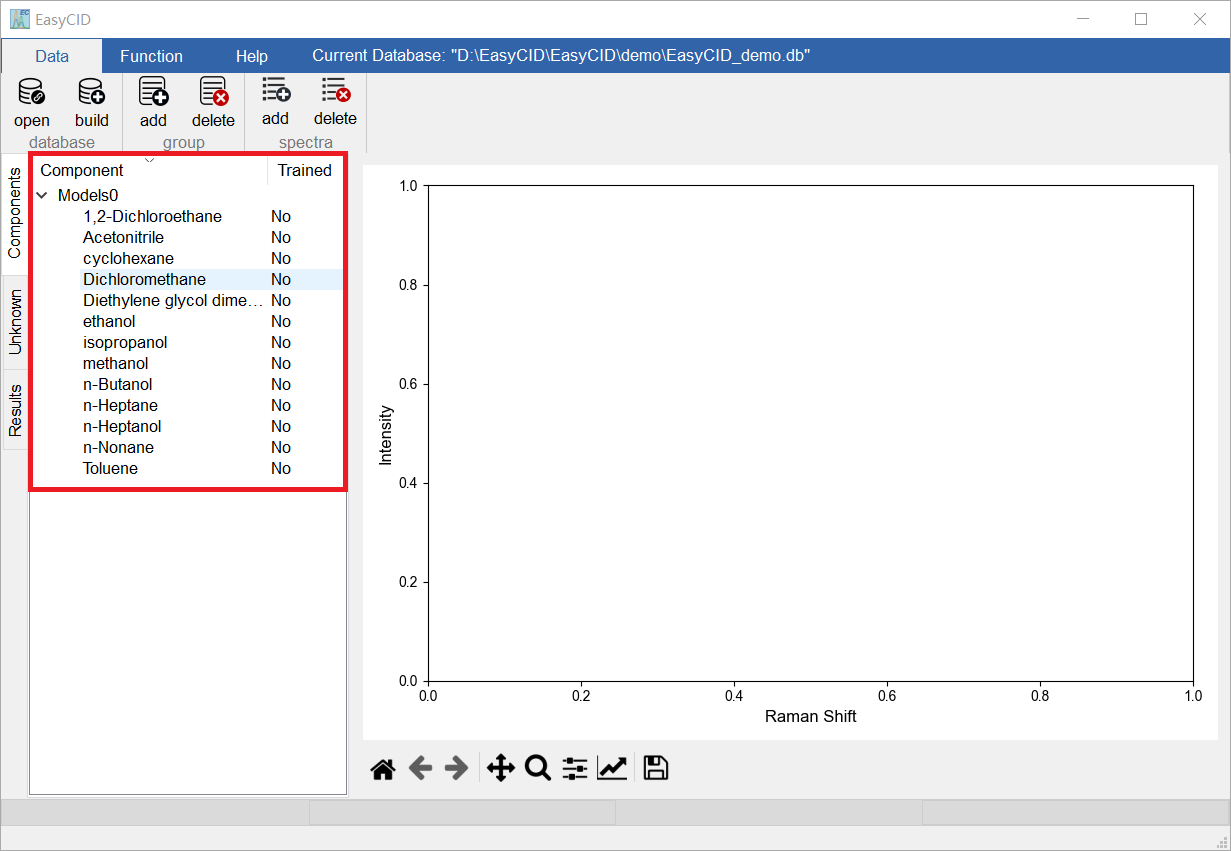 EasyCID
Data Function Help Current Database: "D:\EasyCID\EasyCID\demo\EasyCID_demo.db"
open build add delete add delete
database group spectra
Components
Unknown
Results
Component Trained
Models0
1,2-Dichloroethane No
Acetonitrile No
cyclohexane No
Dichloromethane No
Diethylene glycol dime... No
ethanol No
isopropanol No
methanol No
n-Butanol No
n-Heptane No
n-Heptanol No
n-Nonane No
Toluene No
1.0
0.8
0.6
0.4
0.2
0.0
Intensity
0.0 0.2 0.4 0.6 0.8 1.0
Raman Shift